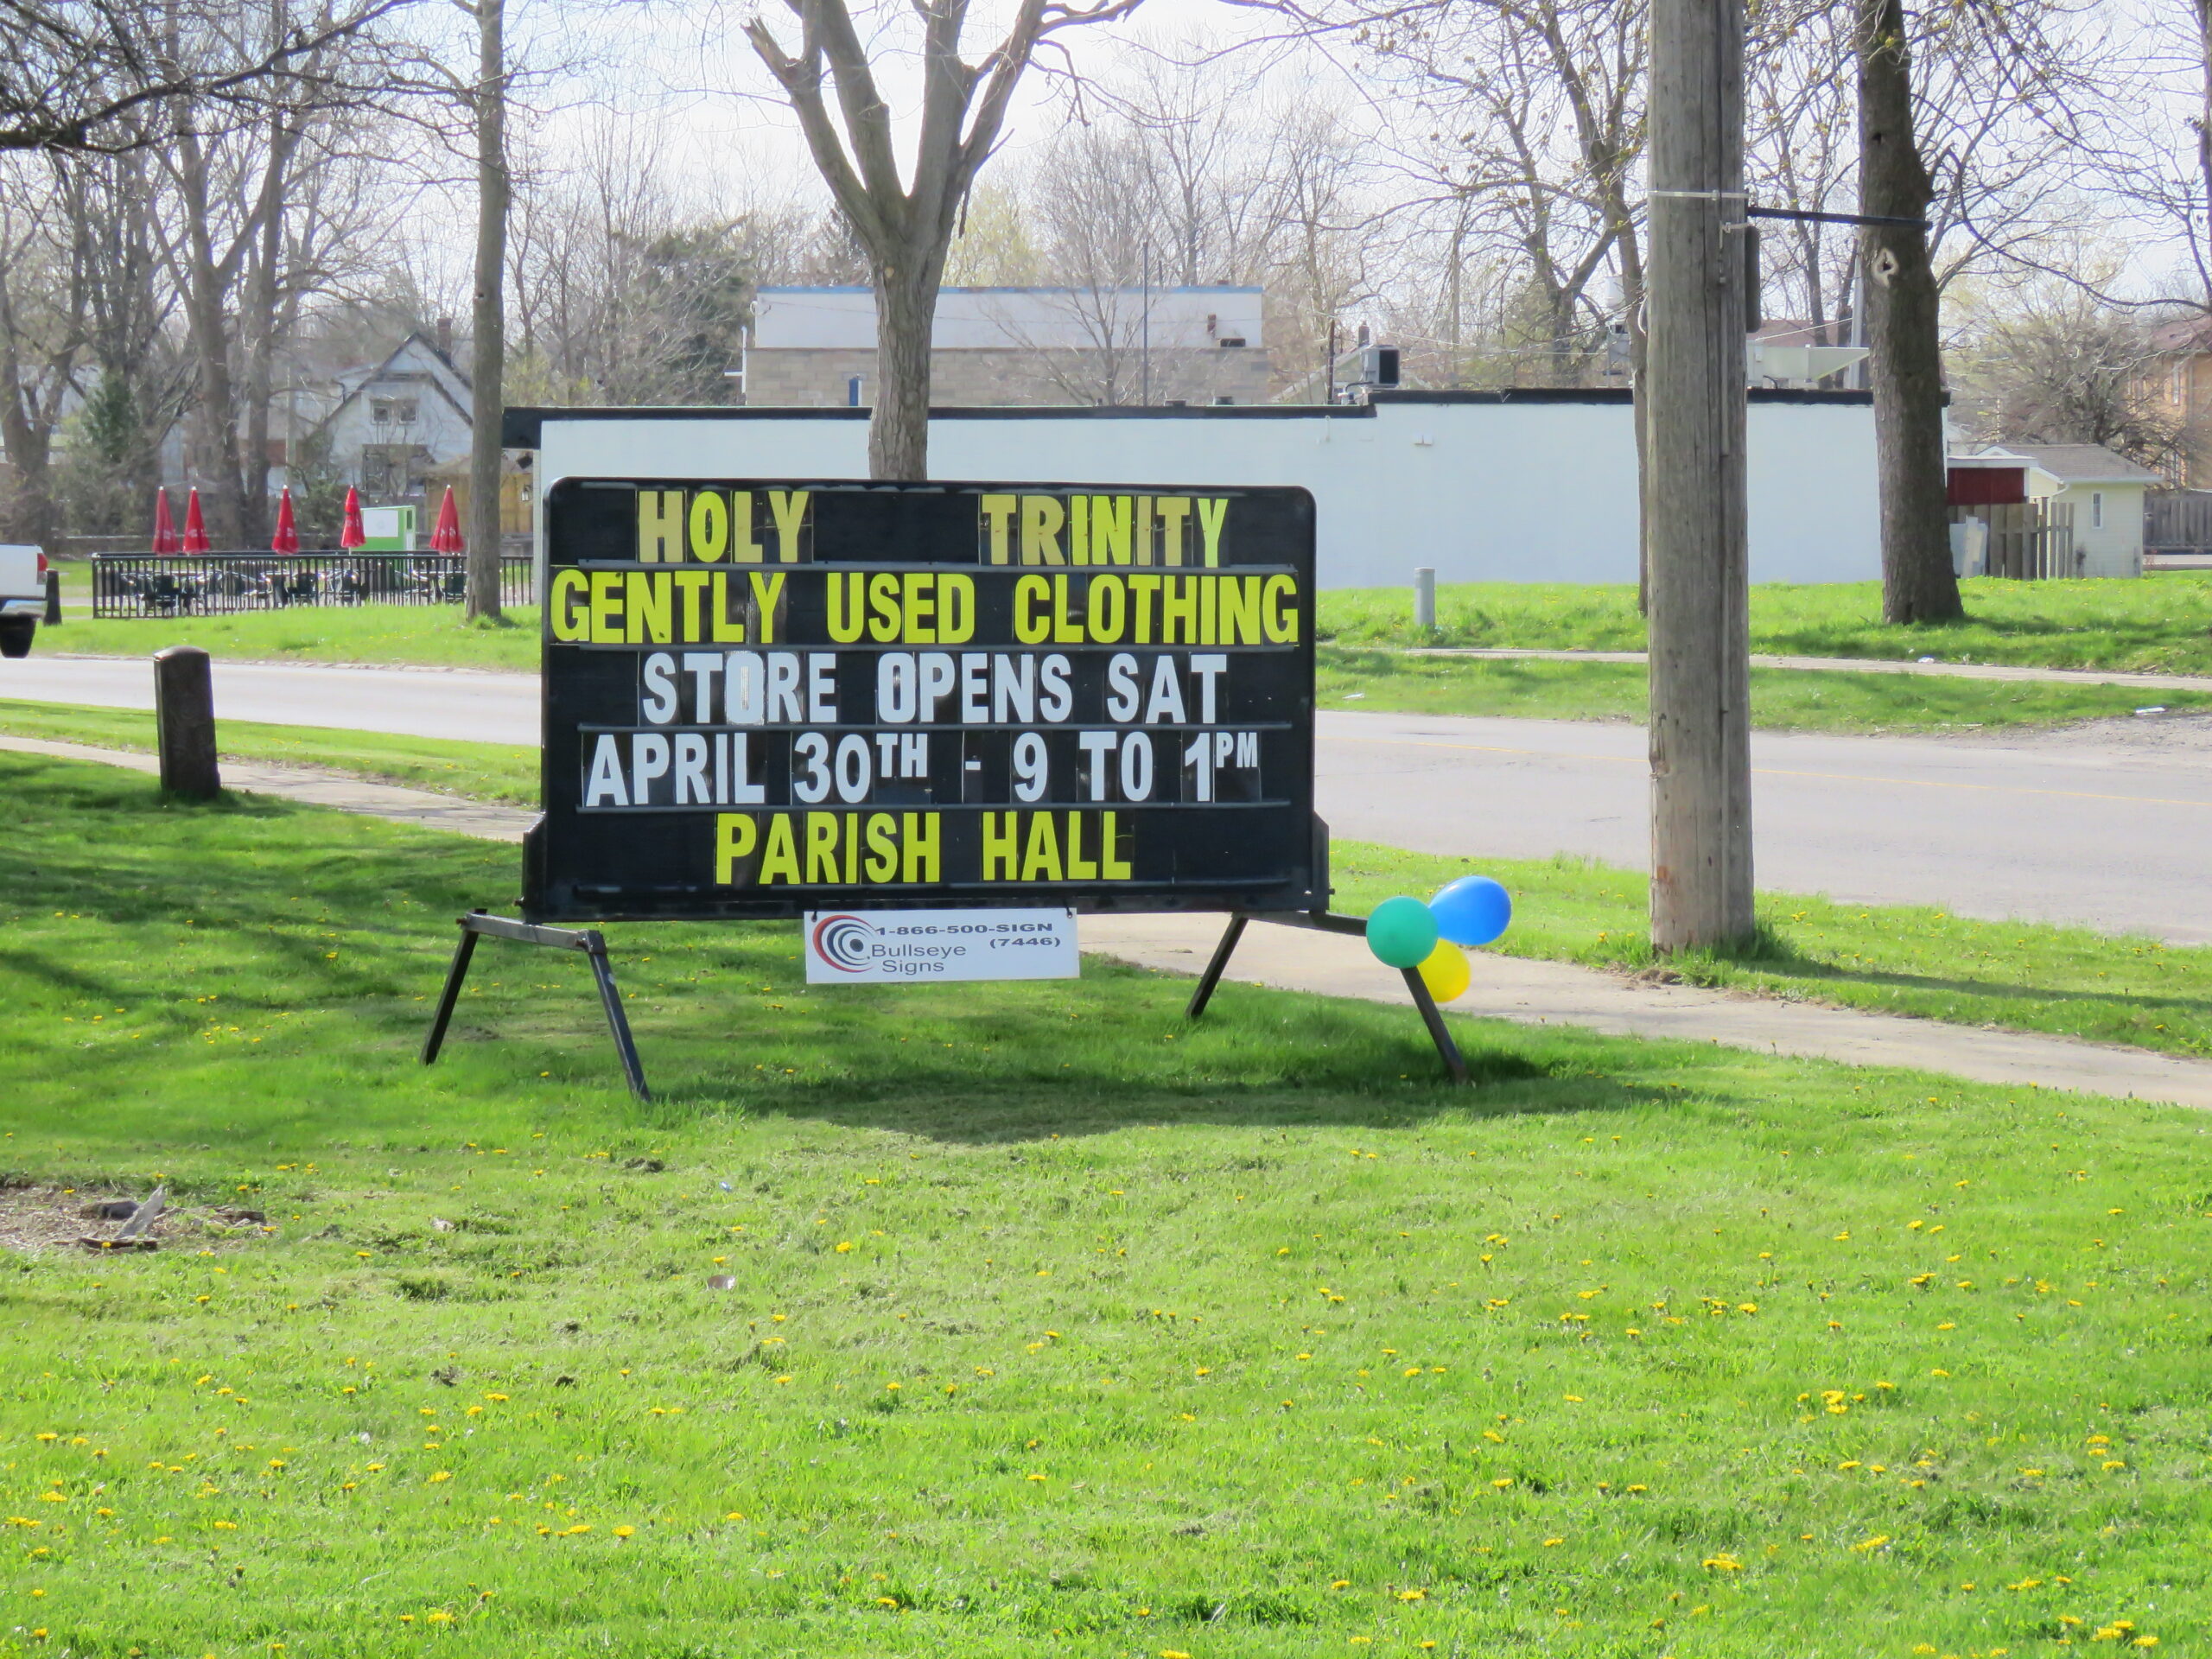 HOLY TRINITY
GENTLY USED CLOTHING
STORE OPENS SAT
APRIL 30TH - 9 TO 1PM
PARISH HALL
1-866-500-SIGN
(7446)
Bullseye
Signs